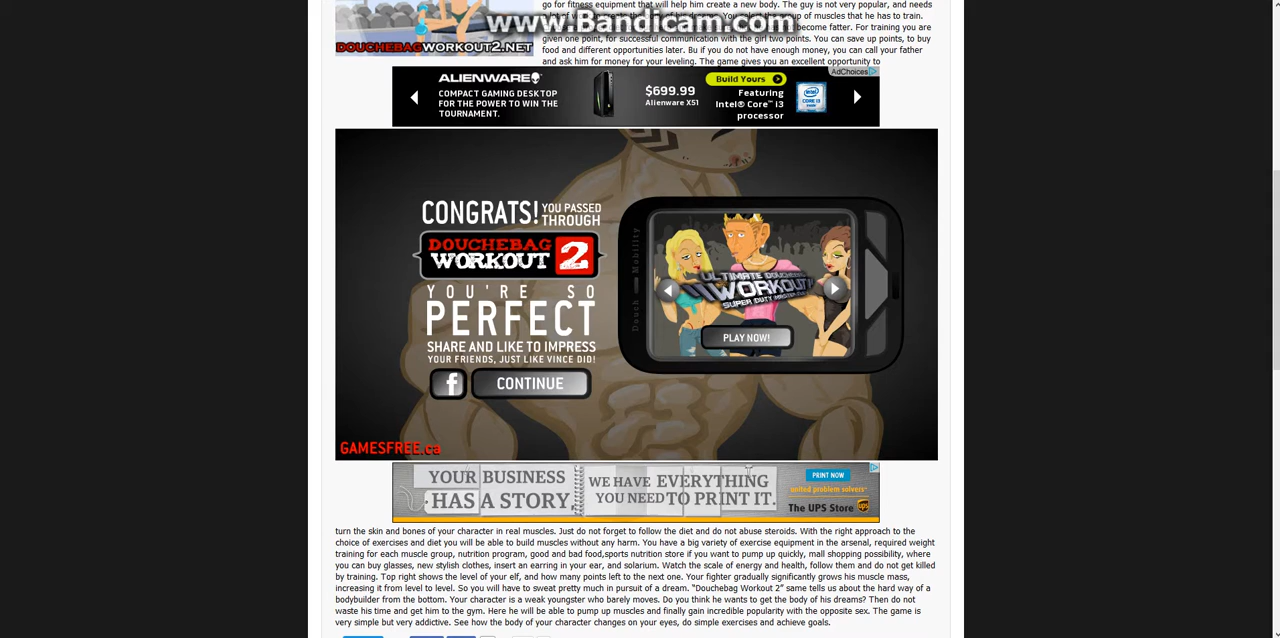 go for fitness equipment that will help him create a new body. The guy is not very popular, and needs
www.Bandicam.com
become fatter. For training you are
given one point, for successful communication with the girl two points. You can save up points, to buy
food and different opportunities later. Bu if you do not have enough money, you can call your father
and ask him for money for your leveling. The game gives you an excellent opportunity to
DOUCHEBAGWORKOUT2.NET
AdChoices
ALIENWARE
COMPACT GAMING DESKTOP
FOR THE POWER TO WIN THE
TOURNAMENT.
$699.99
Alienware X51
Build Yours
Featuring
Intel® Core™ i3
processor
CONGRATS! YOU PASSED
THROUGH
DOUCHEBAG
WORKOUT 2
YOU'RE SO
PERFECT
SHARE AND LIKE TO IMPRESS
YOUR FRIENDS, JUST LIKE VINCE DID!
f
CONTINUE
Douch Mobility
ULTIMATE DOUCHEBAG
WORKOUT
SUPER DUTY MASTER
PLAY NOW!
GAMESFREE.ca
YOUR BUSINESS
HAS A STORY,
WE HAVE EVERYTHING
YOU NEED TO PRINT IT.
PRINT NOW
united problem solvers™
The UPS Store
ups
turn the skin and bones of your character in real muscles. Just do not forget to follow the diet and do not abuse steroids. With the right approach to the
choice of exercises and diet you will be able to build muscles without any harm. You have a big variety of exercise equipment in the arsenal, required weight
training for each muscle group, nutrition program, good and bad food,sports nutrition store if you want to pump up quickly, mall shopping possibility, where
you can buy glasses, new stylish clothes, insert an earring in your ear, and solarium. Watch the scale of energy and health, follow them and do not get killed
by training. Top right shows the level of your elf, and how many points left to the next one. Your fighter gradually significantly grows his muscle mass,
increasing it from level to level. So you will have to sweat pretty much in pursuit of a dream. “Douchebag Workout 2” same tells us about the hard way of a
bodybuilder from the bottom. Your character is a weak youngster who barely moves. Do you think he wants to get the body of his dreams? Then do not
waste his time and get him to the gym. Here he will be able to pump up muscles and finally gain incredible popularity with the opposite sex. The game is
very simple but very addictive. See how the body of your character changes on your eyes, do simple exercises and achieve goals.